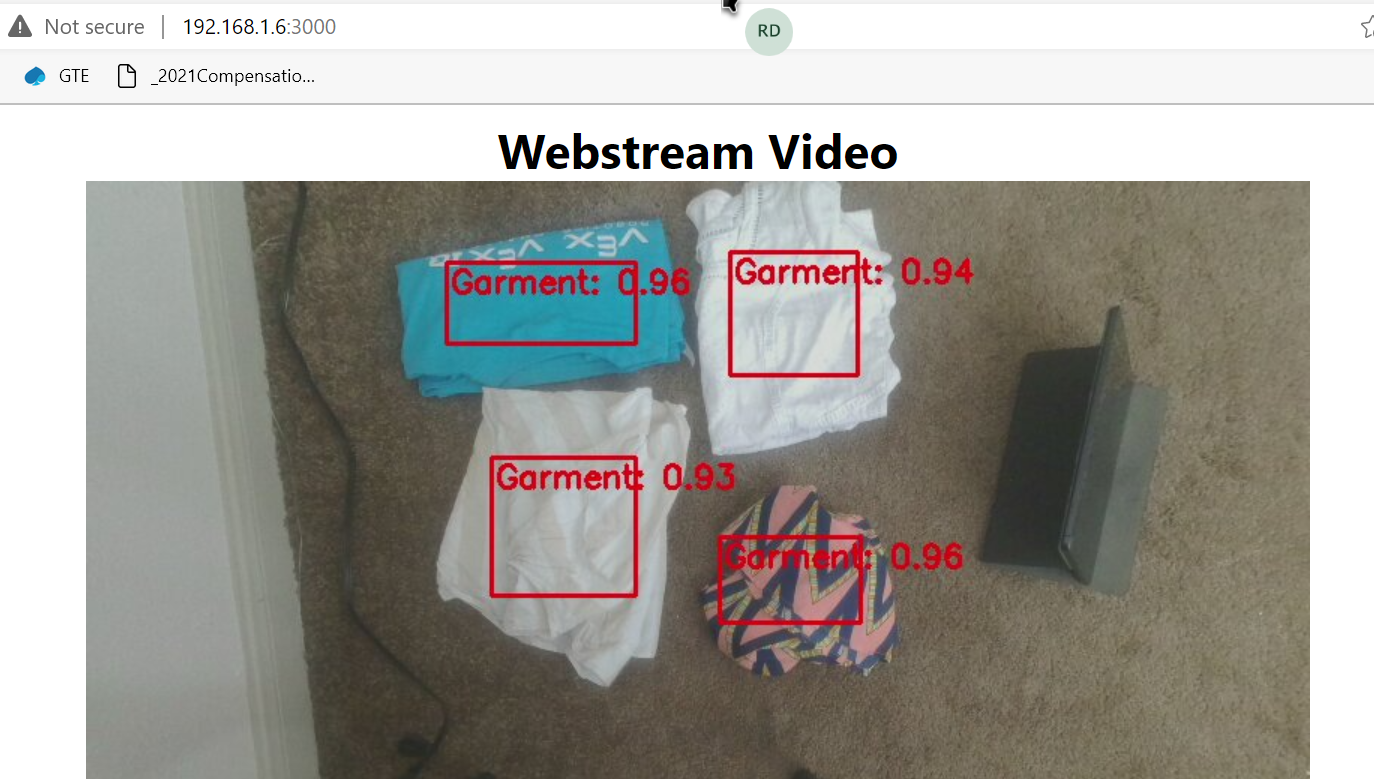 Not secure | 192.168.1.6:3000
RD
GTE _2021Compensatio...
Webstream Video
Garment: 0.96
Garment: 0.94
Garment: 0.93
Garment: 0.96